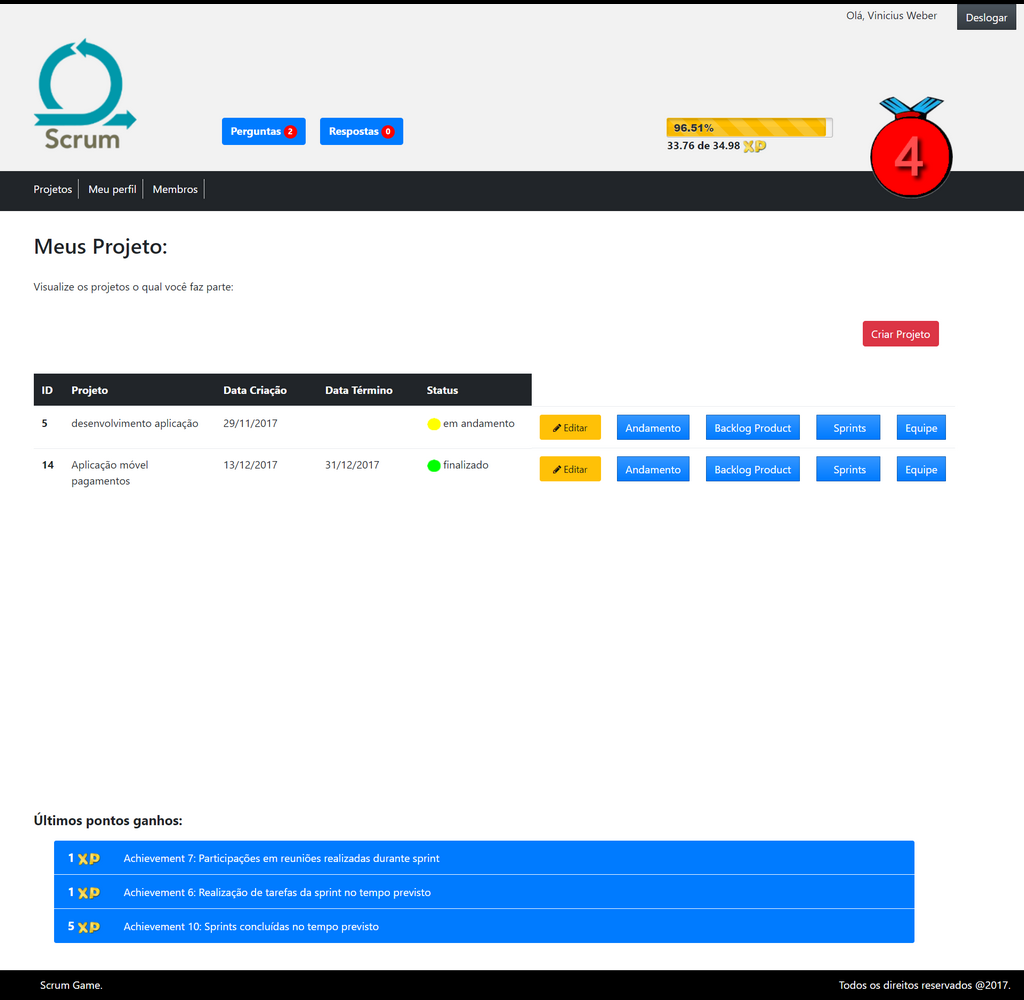 Olá, Vinicius Weber
Deslogar
Scrum
Perguntas 2
Respostas 0
96.51%
33.76 de 34.98 XP
4
Projetos
Meu perfil
Membros
Meus Projeto:
Visualize os projetos o qual você faz parte:
Criar Projeto
ID Projeto Data Criação Data Término Status
5 desenvolvimento aplicação 29/11/2017 em andamento Editar Andamento Backlog Product Sprints Equipe
14 Aplicação móvel 13/12/2017 31/12/2017 finalizado Editar Andamento Backlog Product Sprints Equipe
pagamentos
Últimos pontos ganhos:
1 XP Achievement 7: Participações em reuniões realizadas durante sprint
1 XP Achievement 6: Realização de tarefas da sprint no tempo previsto
5 XP Achievement 10: Sprints concluídas no tempo previsto
Scrum Game.
Todos os direitos reservados @2017.